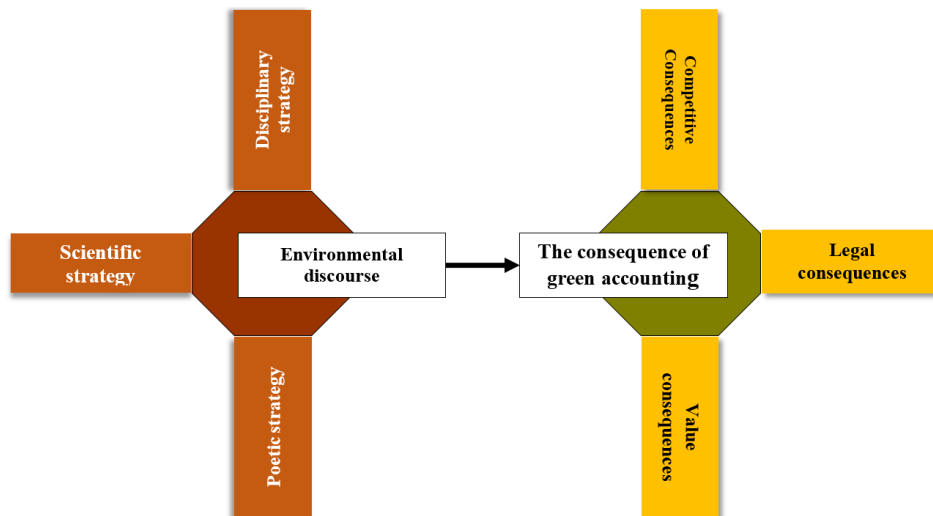 Disciplinary
strategy
Scientific
strategy
Environmental
discourse
Poetic strategy
Competitive
Consequences
The consequence of
green accounting
Legal
consequences
Value
consequences